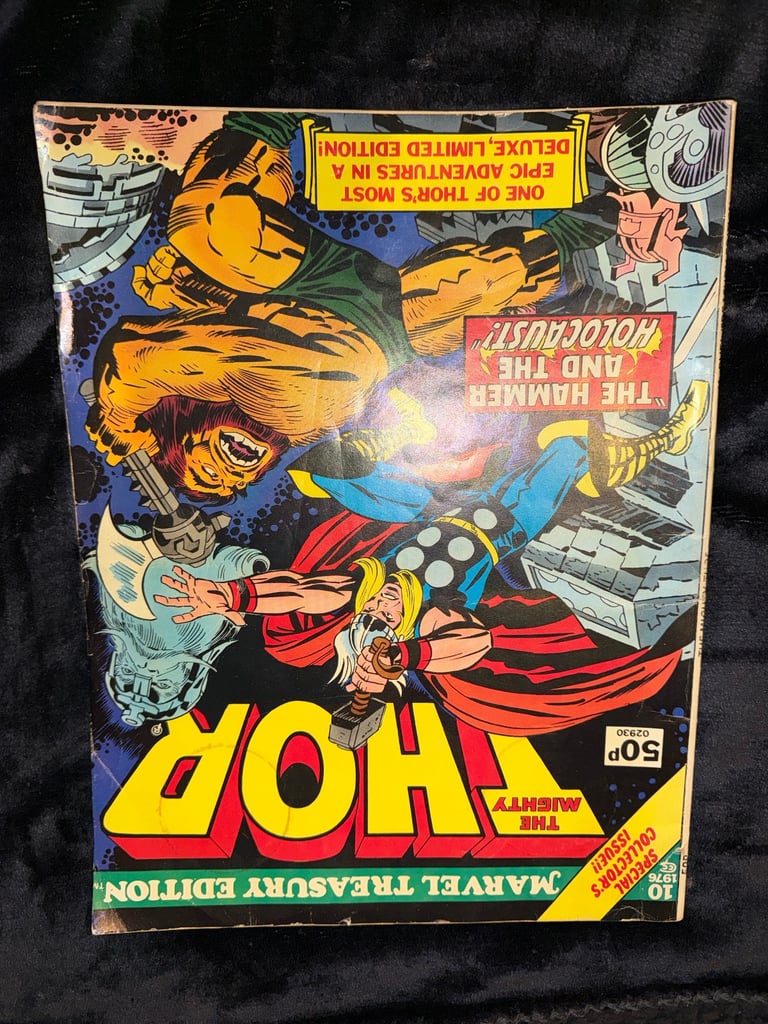 10
1976
MARVEL TREASURY EDITION™
SPECIAL
COLLECTOR'S
ISSUE!!
THE
MIGHTY
THOR®
50P
02930
"THE HAMMER
AND THE
HOLOCAUST!"
ONE OF THOR'S MOST
EPIC ADVENTURES IN A
DELUXE, LIMITED EDITION!